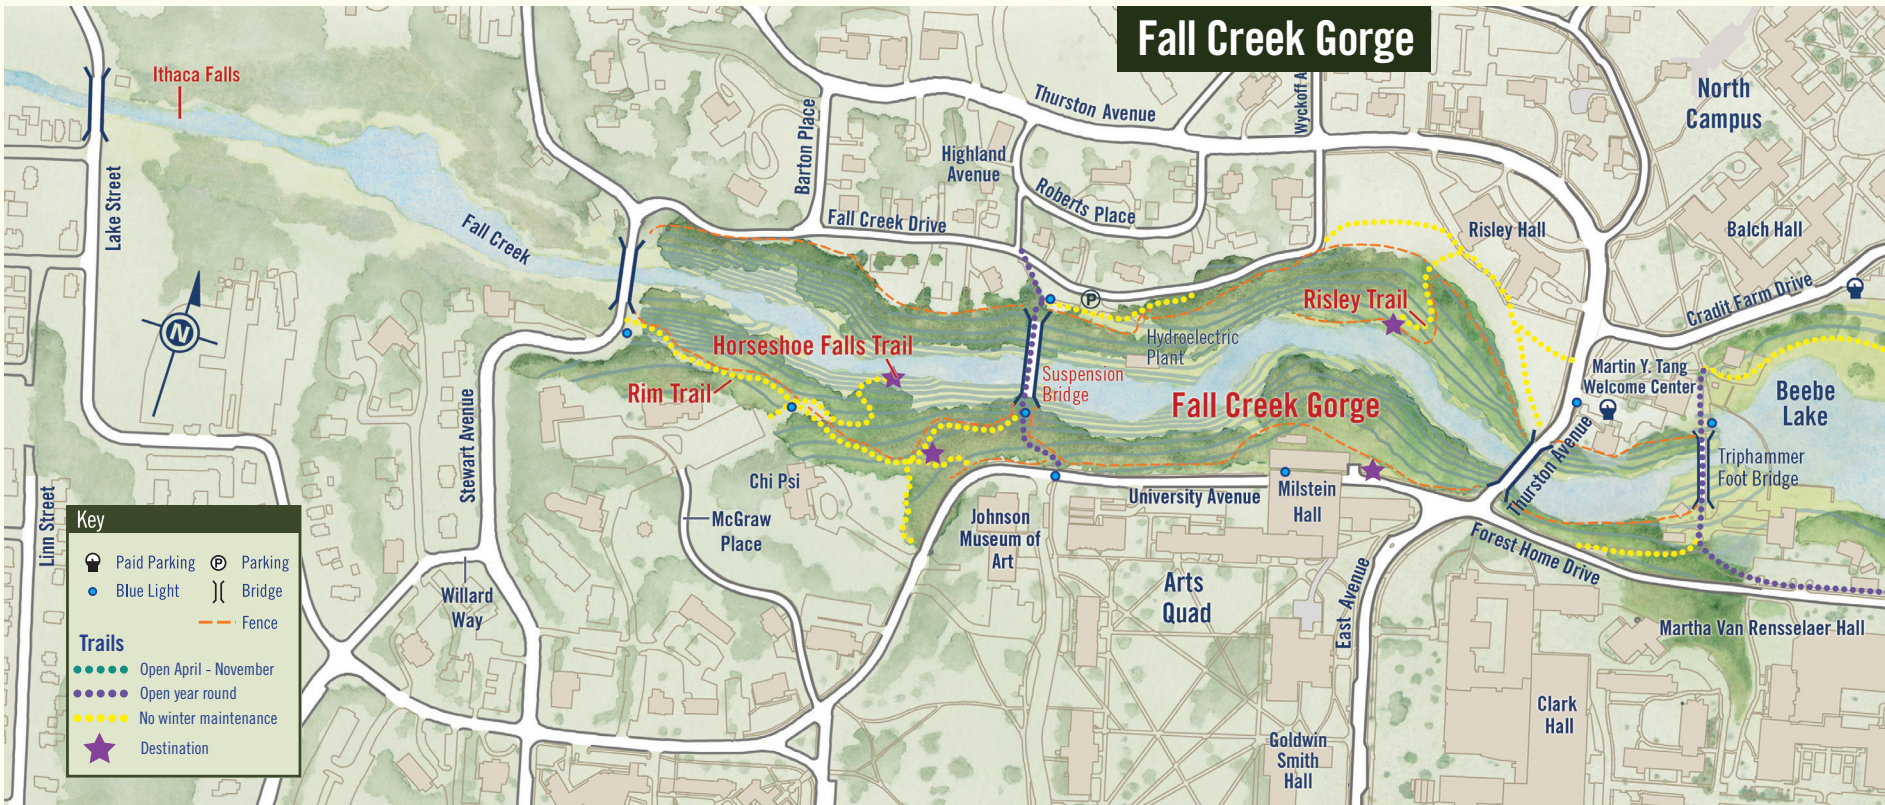 Fall Creek Gorge
Ithaca Falls
Lake Street
Fall Creek
Barton Place
Thurston Avenue
Highland
Avenue
Roberts Place
Fall Creek Drive
Wyckoff A
North
Campus
Risley Hall
Balch Hall
Cradit Farm Drive
N
P
Risley Trail
Hydroelectric
Plant
Horseshoe Falls Trail
Rim Trail
Suspension
Bridge
Fall Creek Gorge
Martin Y. Tang
Welcome Center
Beebe
Lake
Triphammer
Foot Bridge
Thurston Avenue
Stewart Avenue
Chi Psi
McGraw
Place
Johnson
Museum of
Art
University Avenue
Milstein
Hall
Forest Home Drive
Linn Street
Willard
Way
Arts
Quad
East Avenue
Martha Van Rensselaer Hall
Clark
Hall
Goldwin
Smith
Hall
Key
Paid Parking
P Parking
Blue Light
Bridge
Fence
Trails
Open April - November
Open year round
No winter maintenance
Destination